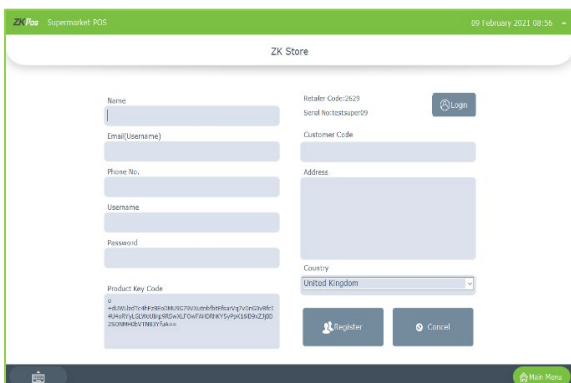 ZKPos Supermarket POS
09 February 2021 08:56
ZK Store
Name
Retailer Code:2629
Serial No:testsuper09
Login
Email(Username)
Customer Code
Phone No.
Address
Username
Password
Country
Product Key Code
United Kingdom
Register
Cancel
Main Menu